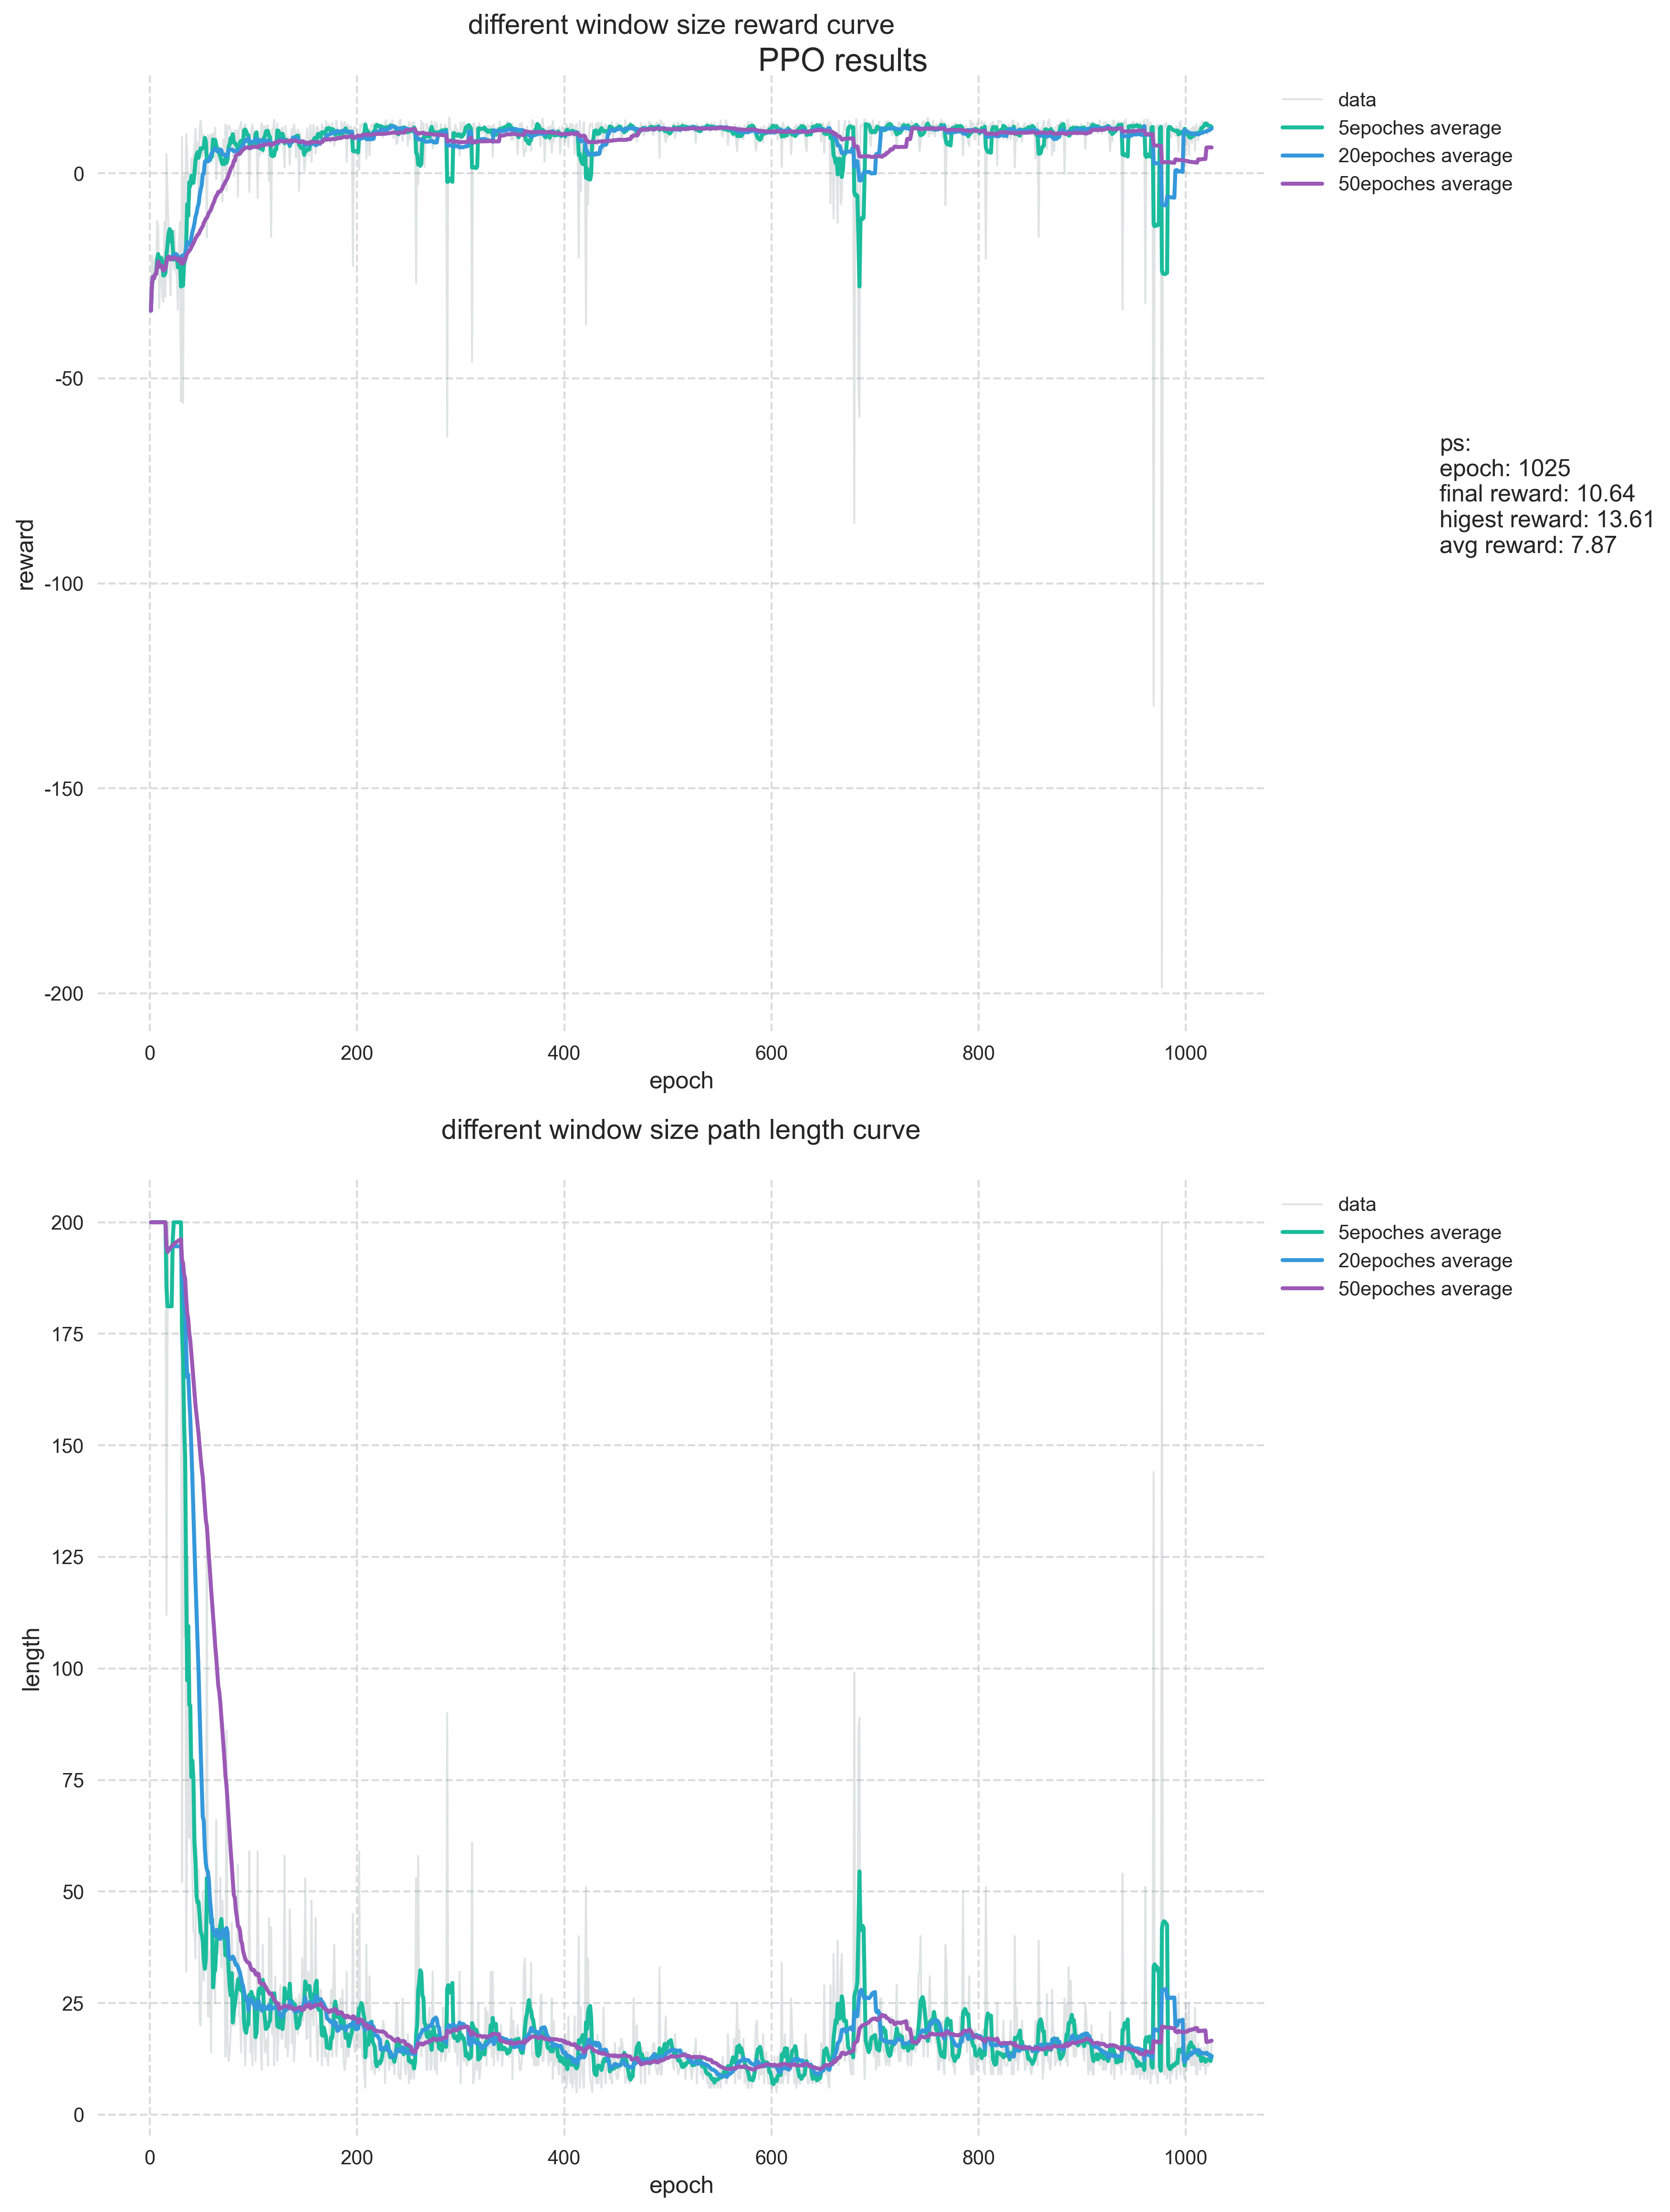 different window size reward curve
PPO results
data
5epoches average
20epoches average
50epoches average
0
-50
-100
-150
-200
reward
ps:
epoch: 1025
final reward: 10.64
higest reward: 13.61
avg reward: 7.87
0 200 400 600 800 1000
epoch
different window size path length curve
data
5epoches average
20epoches average
50epoches average
200
175
150
125
100
75
50
25
0
length
0 200 400 600 800 1000
epoch